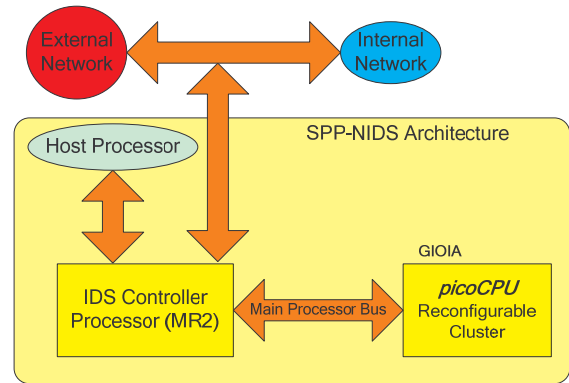 External
Network
Internal
Network
SPP-NIDS Architecture
Host Processor
GIOIA
IDS Controller
Processor (MR2)
Main Processor Bus
picoCPU
Reconfigurable
Cluster